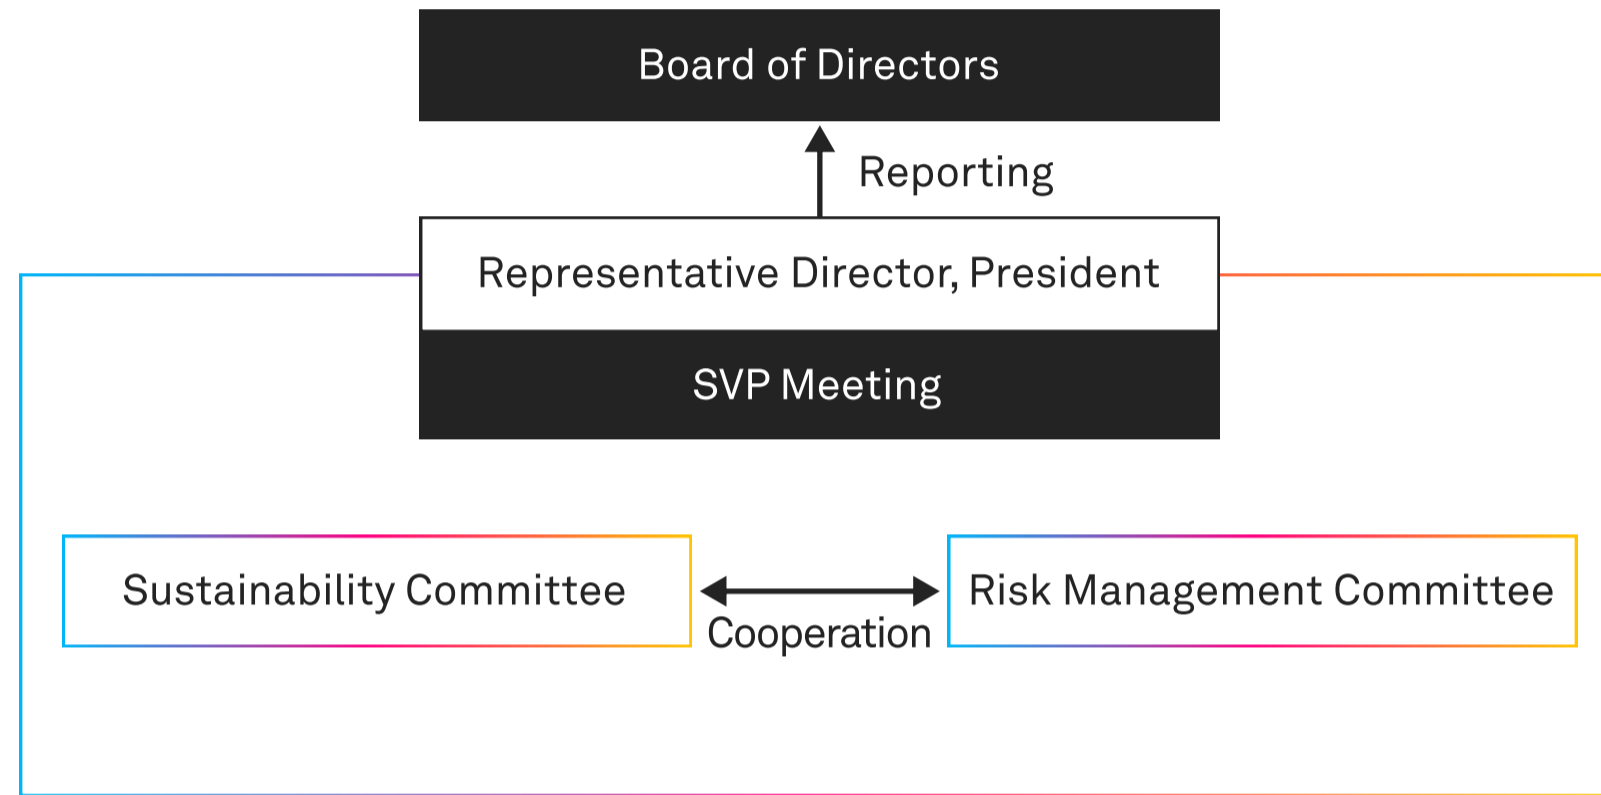 Board of Directors
Reporting
Representative Director, President
SVP Meeting
Sustainability Committee
Cooperation
Risk Management Committee